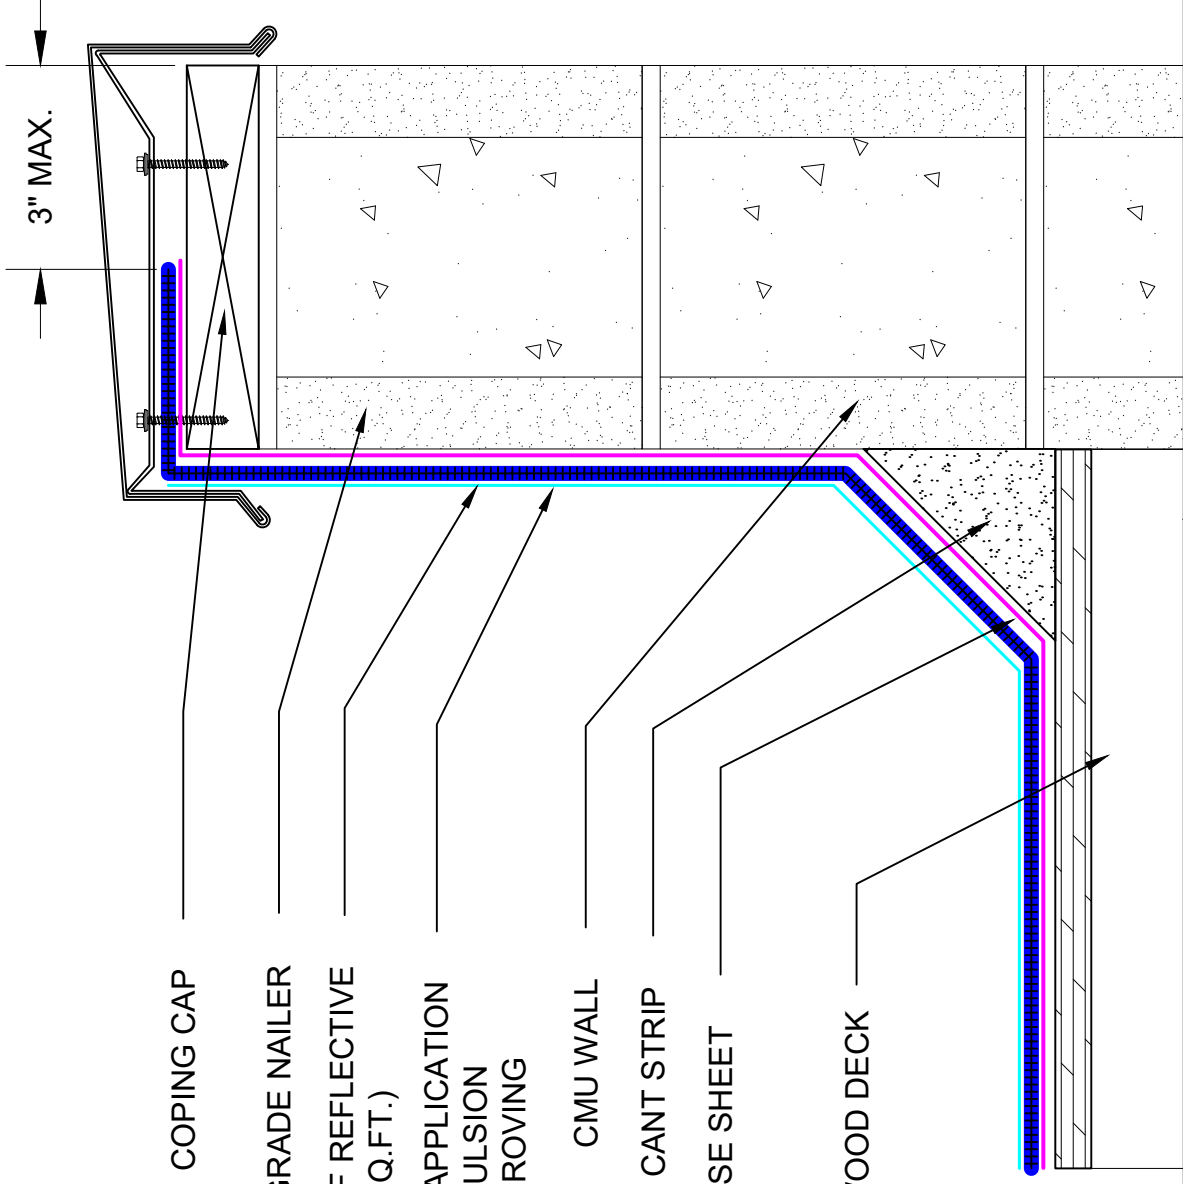 3" MAX.
COPING CAP
GRADE NAILER
REFLECTIVE
Q.FT.)
APPLICATION
ULSION
ROVING
CMU WALL
CANT STRIP
SE SHEET
OOD DECK